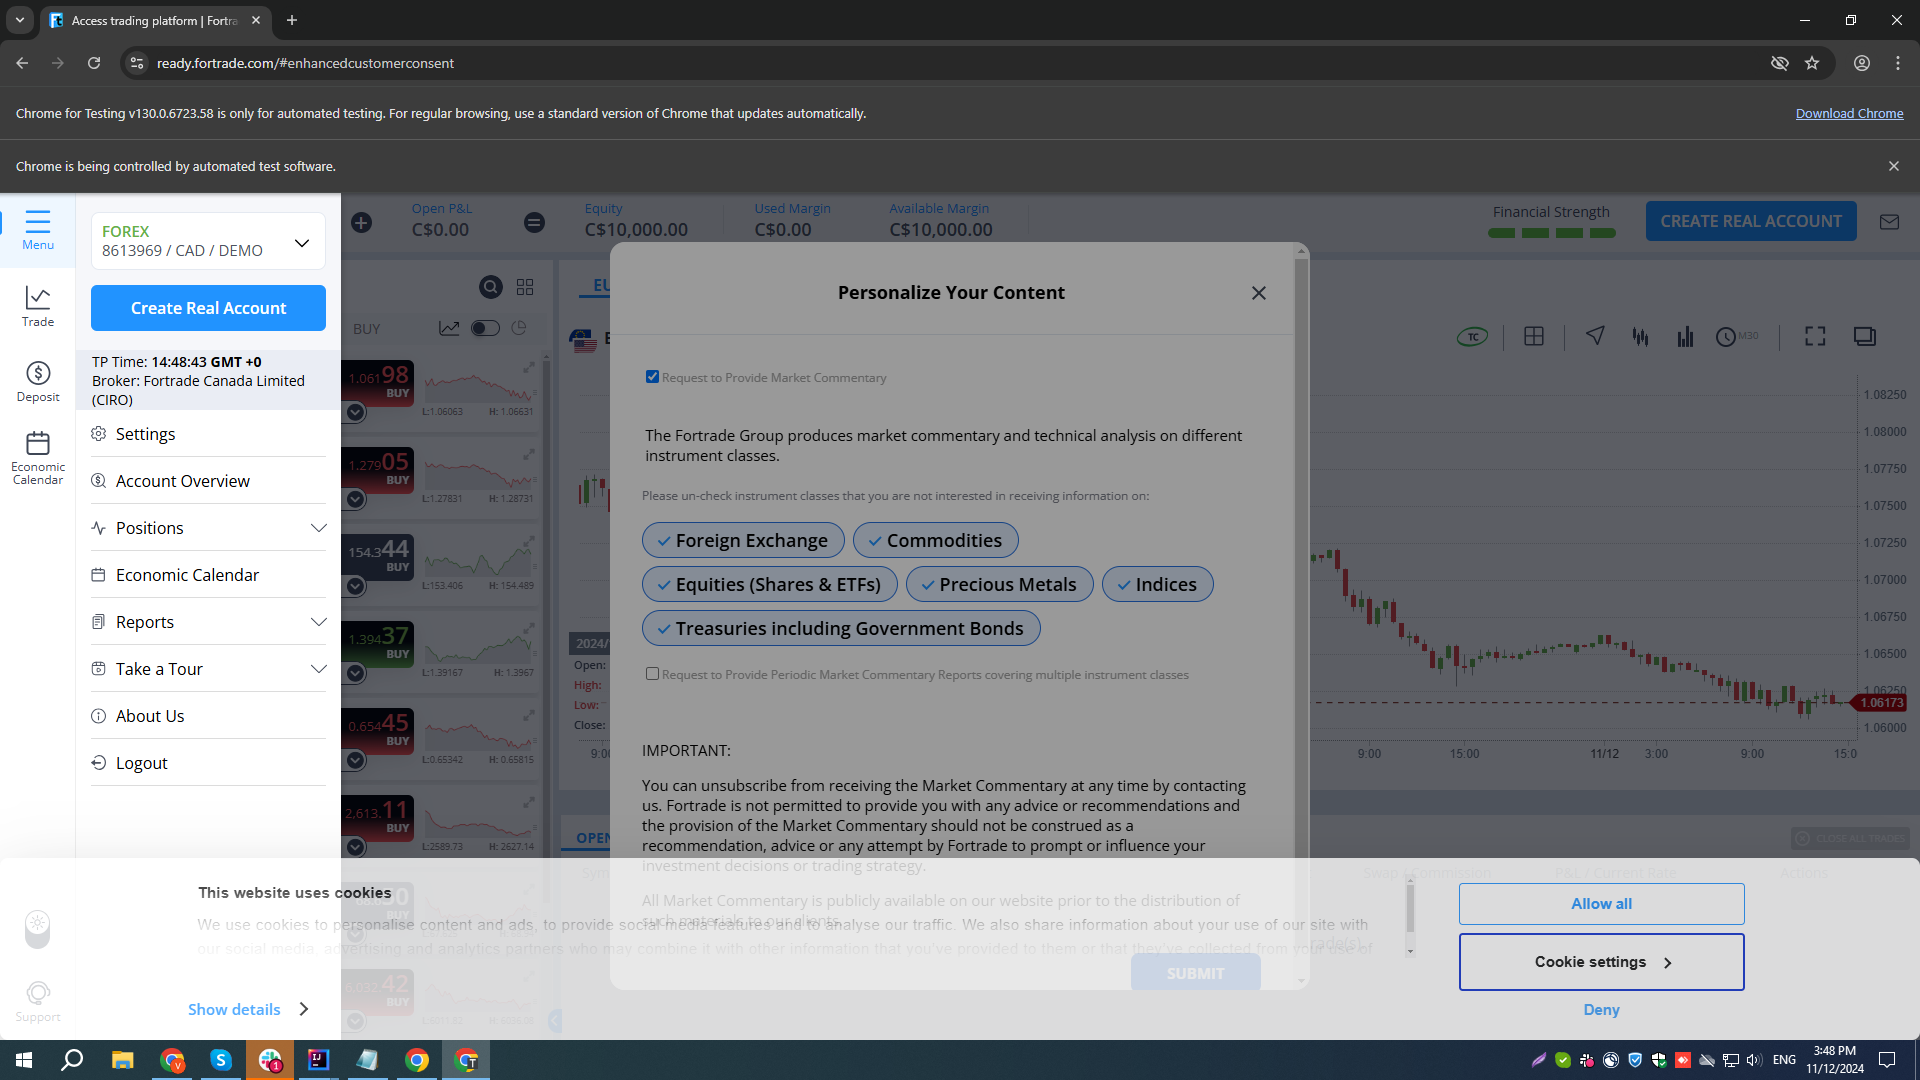 Access trading platform | Fortra
ready.fortrade.com/#enhancedcustomerconsent
Chrome for Testing v130.0.6723.58 is only for automated testing. For regular browsing, use a standard version of Chrome that updates automatically.
Download Chrome
Chrome is being controlled by automated test software.
Menu
Trade
Deposit
Economic
Calendar
Support
FOREX
8613969 / CAD / DEMO
Create Real Account
TP Time: 14:48:43 GMT +0
Broker: Fortrade Canada Limited
(CIRO)
Settings
Account Overview
Positions
Economic Calendar
Reports
Take a Tour
About Us
Logout
Open P&L
C$0.00
Equity
C$10,000.00
Used Margin
C$0.00
Available Margin
C$10,000.00
Financial Strength
CREATE REAL ACCOUNT
BUY
1.06198
BUY
L:1.06063 H: 1.06631
1.27905
BUY
L:1.27831 H: 1.28731
154.344
BUY
L:153.406 H: 154.489
1.39437
BUY
L:1.39167 H: 1.3967
0.65445
BUY
L:0.65342 H: 0.65815
2,613.11
BUY
L:2589.73 H: 2627.14
6,032.42
BUY
EU
TC
M30
2024/
Open:
High:
Low:
Close:
9:00
OPEN
Personalize Your Content
Request to Provide Market Commentary
The Fortrade Group produces market commentary and technical analysis on different
instrument classes.
Please un-check instrument classes that you are not interested in receiving information on:
Foreign Exchange
Commodities
Equities (Shares & ETFs)
Precious Metals
Indices
Treasuries including Government Bonds
Request to Provide Periodic Market Commentary Reports covering multiple instrument classes
IMPORTANT:
You can unsubscribe from receiving the Market Commentary at any time by contacting
us. Fortrade is not permitted to provide you with any advice or recommendations and
the provision of the Market Commentary should not be construed as a
recommendation, advice or any attempt by Fortrade to prompt or influence your
investment decisions or trading strategy.
All Market Commentary is publicly available on our website prior to the distribution of
such materials to our clients.
SUBMIT
1.08250
1.08000
1.07750
1.07500
1.07250
1.07000
1.06750
1.06500
1.06250
1.06173
1.06000
9:00
15:00
11/12
3:00
9:00
15:0
CLOSE ALL TRADES
Swap / Commission
P&L / Current Rate
Actions
This website uses cookies
We use cookies to personalise content and ads, to provide social media features and to analyse our traffic. We also share information about your use of our site with
our social media, advertising and analytics partners who may combine it with other information that you've provided to them or that they've collected from your use of
Show details
Allow all
Cookie settings
Deny
ENG
3:48 PM
11/12/2024